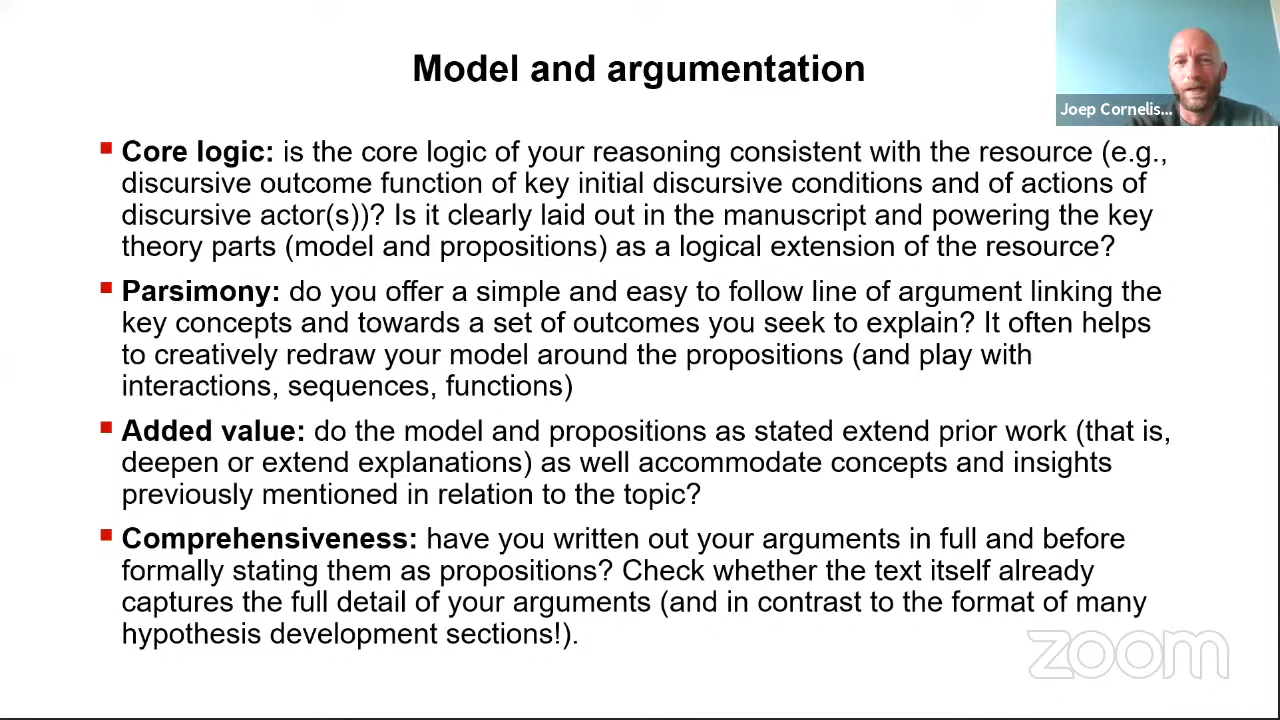 Model and argumentation
Joep Cornelis...
Core logic: is the core logic of your reasoning consistent with the resource (e.g.,
discursive outcome function of key initial discursive conditions and of actions of
discursive actor(s))? Is it clearly laid out in the manuscript and powering the key
theory parts (model and propositions) as a logical extension of the resource?
Parsimony: do you offer a simple and easy to follow line of argument linking the
key concepts and towards a set of outcomes you seek to explain? It often helps
to creatively redraw your model around the propositions (and play with
interactions, sequences, functions)
Added value: do the model and propositions as stated extend prior work (that is,
deepen or extend explanations) as well accommodate concepts and insights
previously mentioned in relation to the topic?
Comprehensiveness: have you written out your arguments in full and before
formally stating them as propositions? Check whether the text itself already
captures the full detail of your arguments (and in contrast to the format of many
hypothesis development sections!).
zoom